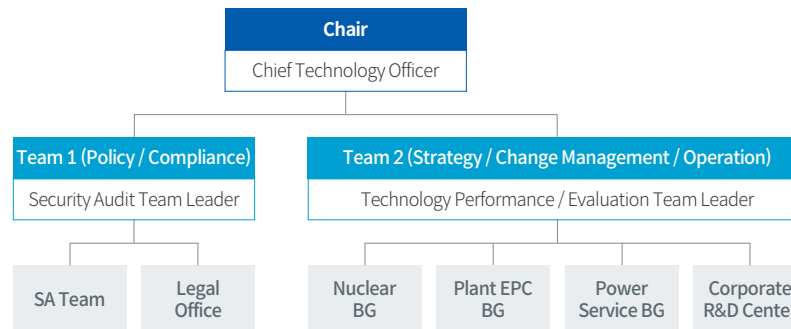 Chair
Chief Technology Officer
Team 1 (Policy / Compliance)
Security Audit Team Leader
Team 2 (Strategy / Change Management / Operation)
Technology Performance / Evaluation Team Leader
SA Team
Legal
Office
Nuclear
BG
Plant EPC
BG
Power
Service BG
Corporate
R&D Center